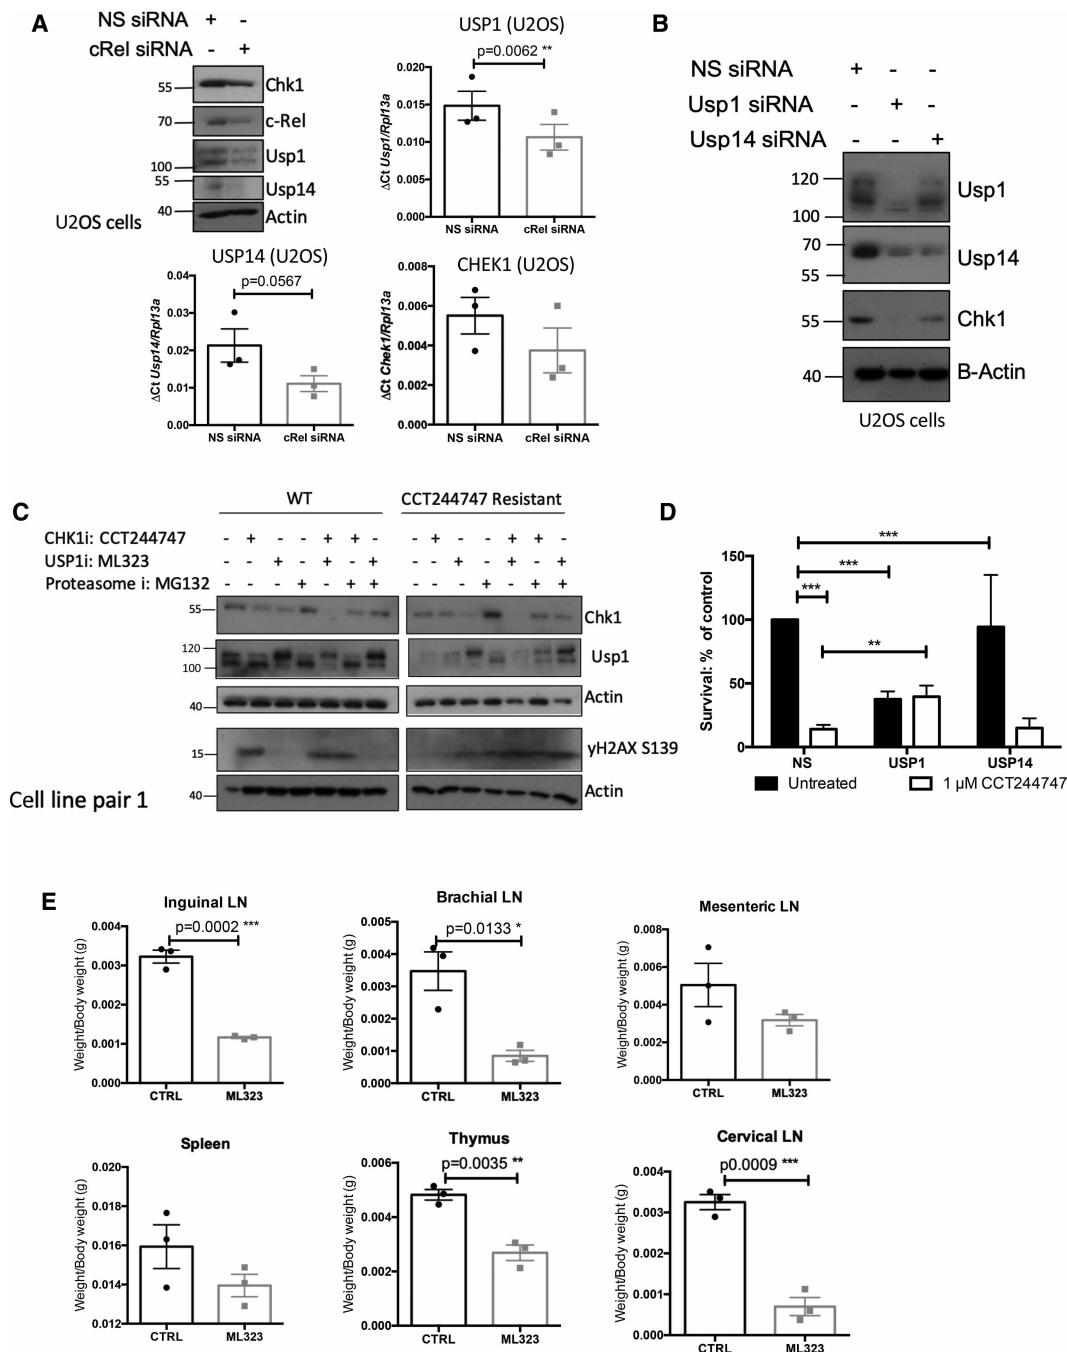 A
NS siRNA + -
cRel siRNA - +
55
Chk1
70
c-Rel
Usp1
100
55
Usp14
40
Actin
U2OS cells
USP1 (U2OS)
p=0.0062 **
0.020
0.015
0.010
0.005
0.000
ΔCt Usp1/Rpl13a
NS siRNA cRel siRNA
USP14 (U2OS)
p=0.0567
0.04
0.03
0.02
0.01
0.00
ΔCt Usp14/Rpl13a
NS siRNA cRel siRNA
CHEK1 (U2OS)
0.008
0.006
0.004
0.002
0.000
ΔCt Chek1/Rpl13a
NS siRNA cRel siRNA
B
NS siRNA + - -
Usp1 siRNA - + -
Usp14 siRNA - - +
120
Usp1
100
70
Usp14
55
55
Chk1
40
B-Actin
U2OS cells
C
WT
CCT244747 Resistant
CHK1i: CCT244747 - + - - + + - - + - - + + -
USP1i: ML323 - - + - + - + - - + - + - +
Proteasome i: MG132 - - - + - + + - - - + - + +
55
Chk1
120
Usp1
100
Actin
40
15
yH2AX S139
40
Actin
Cell line pair 1
D
***
***
***
**
150
100
50
0
Survival: % of control
NS USP1 USP14
Untreated
1 μM CCT244747
E
Inguinal LN
p=0.0002 ***
0.004
0.003
0.002
0.001
0.000
Weight/Body weight (g)
CTRL ML323
Brachial LN
p=0.0133 *
0.005
0.004
0.003
0.002
0.001
0.000
Weight/Body weight (g)
CTRL ML323
Mesenteric LN
0.008
0.006
0.004
0.002
0.000
Weight/Body weight (g)
CTRL ML323
Spleen
0.020
0.018
0.016
0.014
0.012
Weight/Body weight (g)
CTRL ML323
Thymus
p=0.0035 **
0.006
0.004
0.002
0.000
Weight/Body weight (g)
CTRL ML323
Cervical LN
p0.0009 ***
0.004
0.003
0.002
0.001
0.000
Weight/Body weight (g)
CTRL ML323